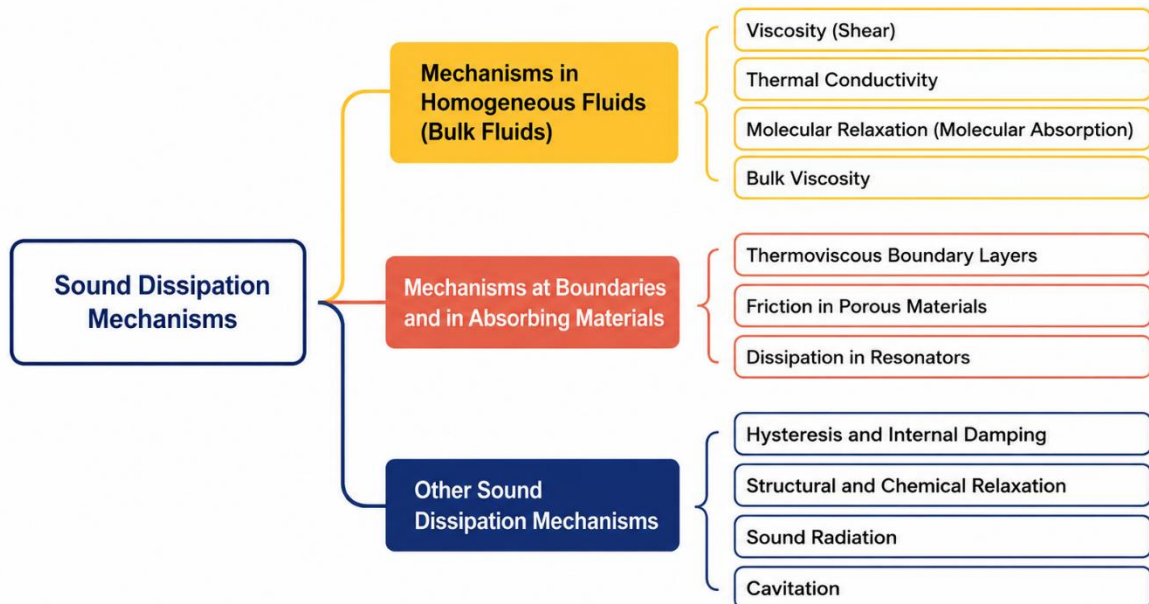 Sound Dissipation
Mechanisms
Mechanisms in
Homogeneous Fluids
(Bulk Fluids)
Viscosity (Shear)
Thermal Conductivity
Molecular Relaxation (Molecular Absorption)
Bulk Viscosity
Mechanisms at Boundaries
and in Absorbing Materials
Thermoviscous Boundary Layers
Friction in Porous Materials
Dissipation in Resonators
Other Sound
Dissipation Mechanisms
Hysteresis and Internal Damping
Structural and Chemical Relaxation
Sound Radiation
Cavitation